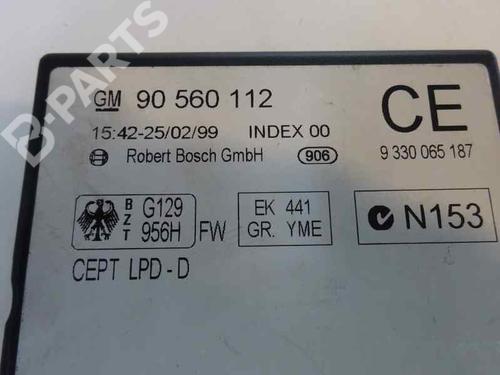 B-PARTS
GM 90 560 112
CE
15:42-25/02/99 INDEX 00
Robert Bosch GmbH 906 9 330 065 187
BZT G129 956H FW
EK 441
GR. YME
N153
CEPT LPD-D